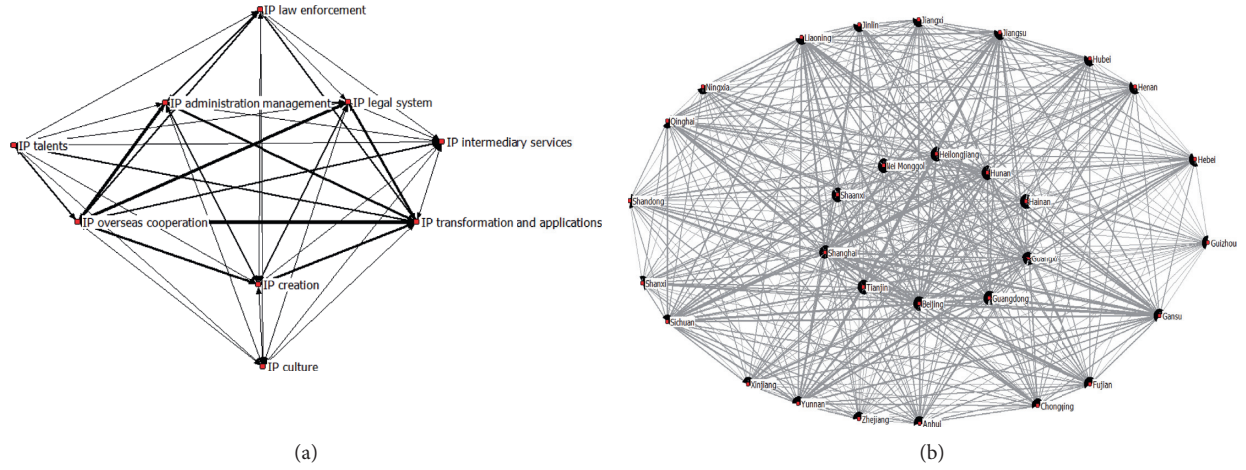 IP law enforcement
IP administration management
IP legal system
IP talents
IP intermediary services
IP overseas cooperation
IP transformation and applications
IP creation
IP culture
(a)
Jinlin
Jiangxi
Liaoning
Jiangsu
Hubei
Ningxia
Henan
Qinghai
Heilongjiang
Nei Monggol
Hunan
Hebei
Shaanxi
Shandong
Hainan
Guizhou
Shanghai
Guangxi
Shanxi
Tianjin
Beijing
Guangdong
Sichuan
Gansu
Xinjiang
Fujian
Yunnan
Chongqing
Zhejiang
Anhui
(b)